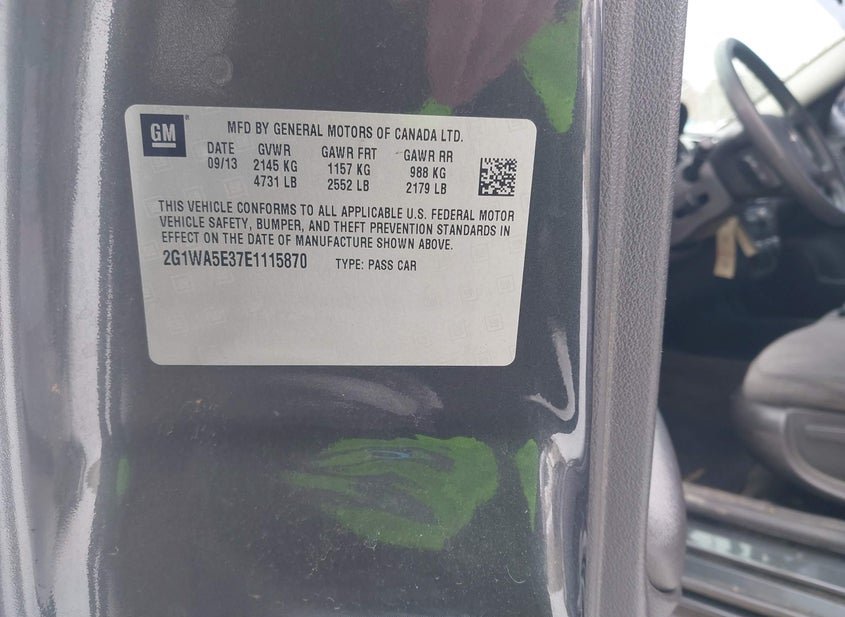 GM ® MFD BY GENERAL MOTORS OF CANADA LTD.
DATE GVWR GAWR FRT GAWR RR
09/13 2145 KG 1157 KG 988 KG
4731 LB 2552 LB 2179 LB
THIS VEHICLE CONFORMS TO ALL APPLICABLE U.S. FEDERAL MOTOR
VEHICLE SAFETY, BUMPER, AND THEFT PREVENTION STANDARDS IN
EFFECT ON THE DATE OF MANUFACTURE SHOWN ABOVE.
2G1WA5E37E1115870 TYPE: PASS CAR